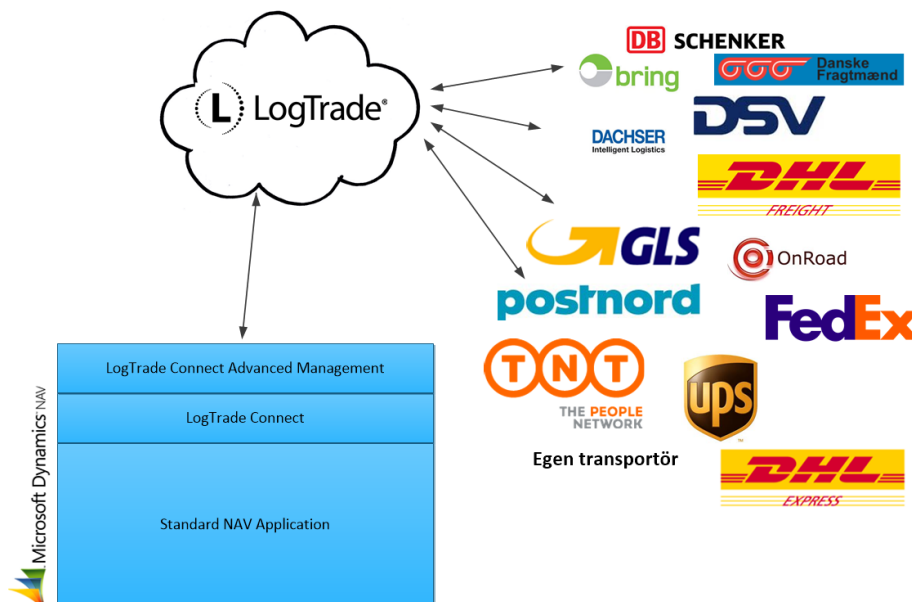 DB SCHENKER
bring
Danske
Fragtmænd
L LogTrade®
DSV
DACHSER
Intelligent Logistics
DHL
FREIGHT
GLS
OnRoad
postnord
FedEx
TNT
THE PEOPLE
NETWORK
ups
™
Egen transportör
DHL
EXPRESS
LogTrade Connect Advanced Management
LogTrade Connect
Standard NAV Application
Microsoft Dynamics NAV